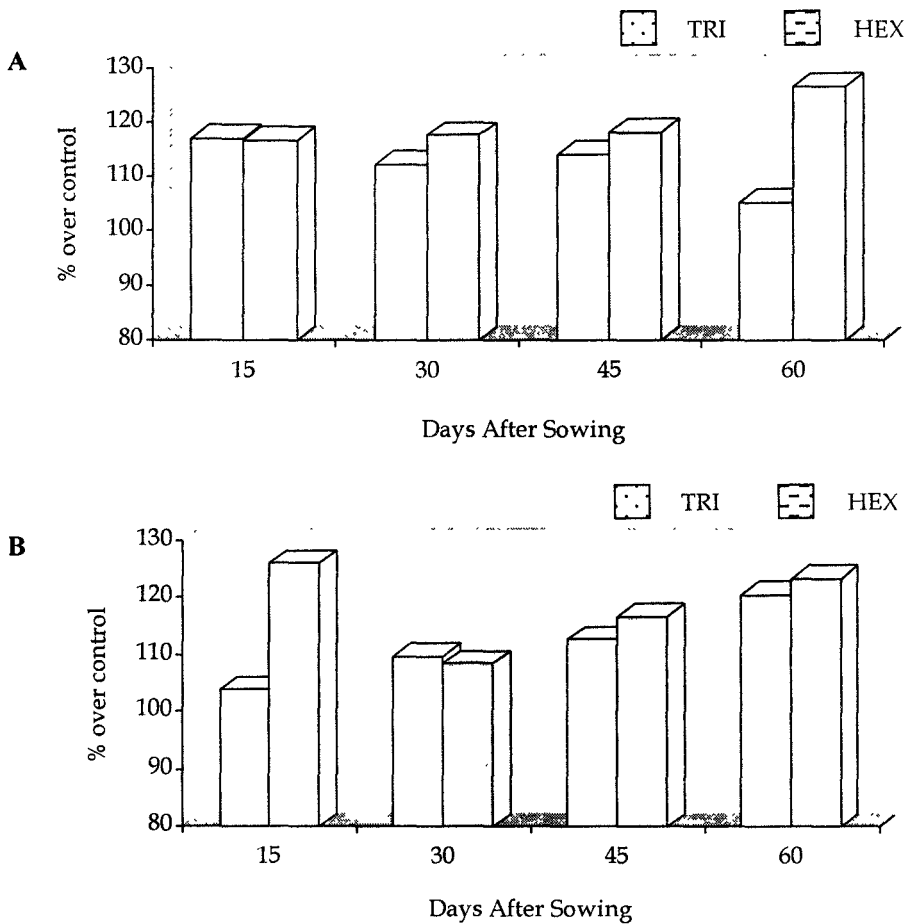 TRI HEX
A
130
120
110
100
90
80
% over control
15 30 45 60
Days After Sowing
TRI HEX
B
130
120
110
100
90
80
% over control
15 30 45 60
Days After Sowing